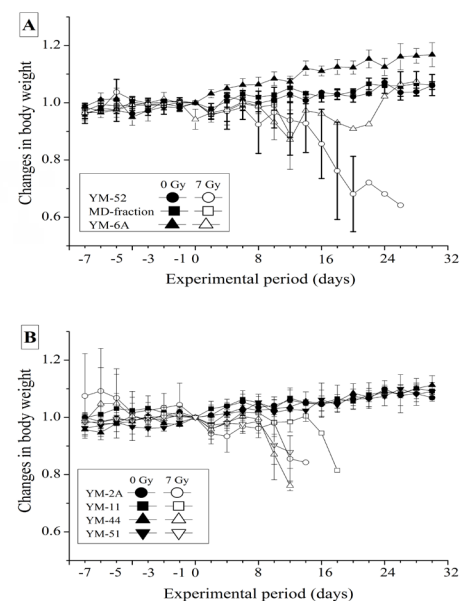 A
Changes in body weight
1.2
1.0
0.8
0.6
0 Gy 7 Gy
YM-52
MD-fraction
YM-6A
-7 -5 -3 -1 0 8 16 24 32
Experimental period (days)
B
Changes in body weight
1.2
1.0
0.8
0.6
0 Gy 7 Gy
YM-2A
YM-11
YM-44
YM-51
-7 -5 -3 -1 0 8 16 24 32
Experimental period (days)